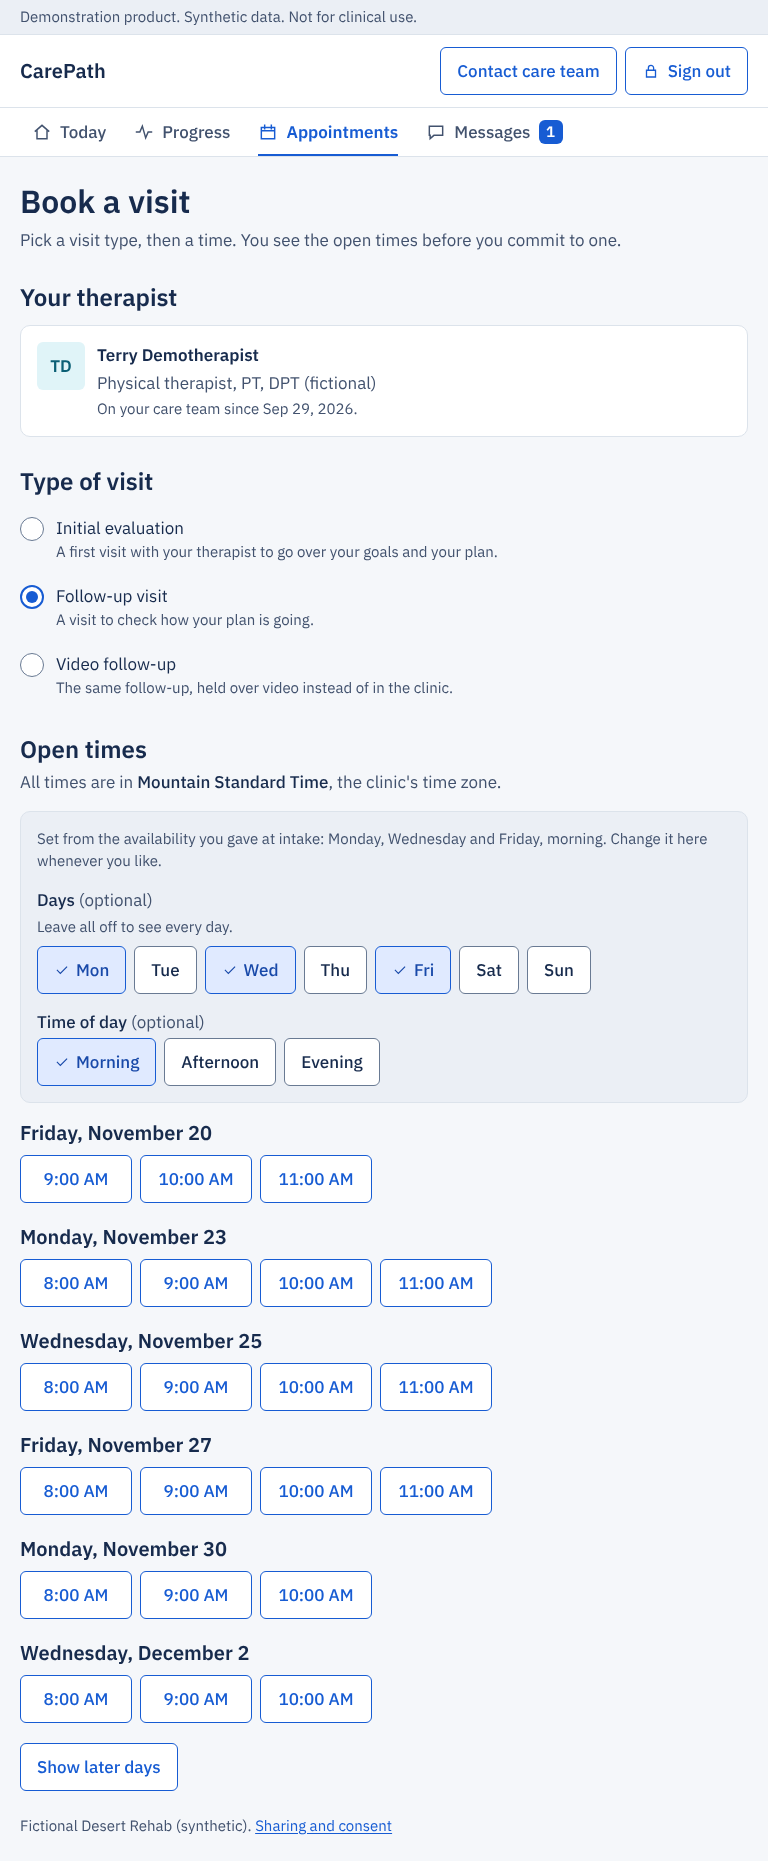 Demonstration product. Synthetic data. Not for clinical use.
CarePath
Contact care team
Sign out
Today
Progress
Appointments
Messages
1
Book a visit
Pick a visit type, then a time. You see the open times before you commit to one.
Your therapist
TD
Terry Demotherapist
Physical therapist, PT, DPT (fictional)
On your care team since Sep 29, 2026.
Type of visit
Initial evaluation
A first visit with your therapist to go over your goals and your plan.
Follow-up visit
A visit to check how your plan is going.
Video follow-up
The same follow-up, held over video instead of in the clinic.
Open times
All times are in Mountain Standard Time, the clinic's time zone.
Set from the availability you gave at intake: Monday, Wednesday and Friday, morning. Change it here
whenever you like.
Days (optional)
Leave all off to see every day.
Mon Tue Wed Thu Fri Sat Sun
Time of day (optional)
Morning Afternoon Evening
Friday, November 20
9:00 AM 10:00 AM 11:00 AM
Monday, November 23
8:00 AM 9:00 AM 10:00 AM 11:00 AM
Wednesday, November 25
8:00 AM 9:00 AM 10:00 AM 11:00 AM
Friday, November 27
8:00 AM 9:00 AM 10:00 AM 11:00 AM
Monday, November 30
8:00 AM 9:00 AM 10:00 AM
Wednesday, December 2
8:00 AM 9:00 AM 10:00 AM
Show later days
Fictional Desert Rehab (synthetic). Sharing and consent